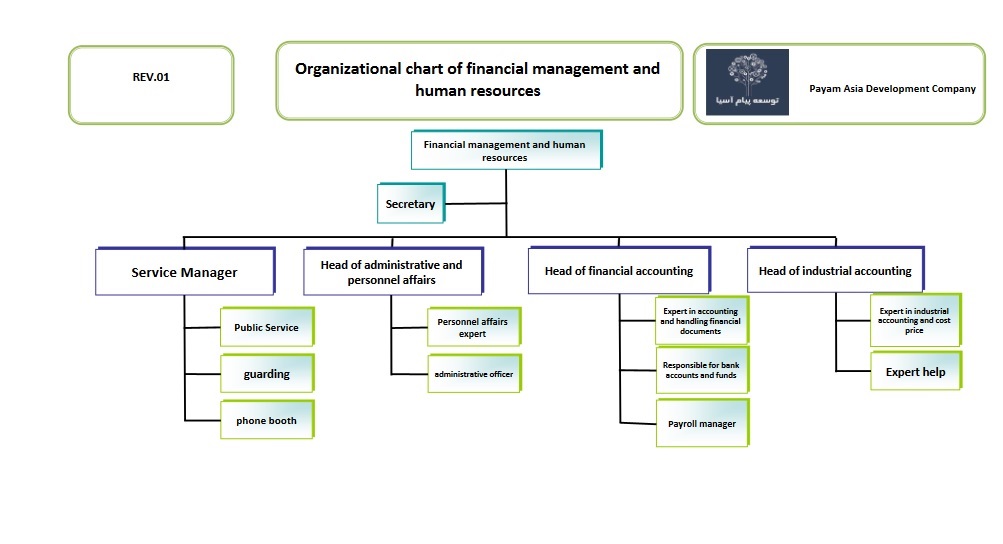 REV.01
Organizational chart of financial management and
human resources
توسعه پیام آسیا
Payam Asia Development Company
Financial management and human
resources
Secretary
Service Manager
Head of administrative and
personnel affairs
Head of financial accounting
Head of industrial accounting
Public Service
guarding
phone booth
Personnel affairs
expert
administrative officer
Expert in accounting
and handling financial
documents
Responsible for bank
accounts and funds
Payroll manager
Expert in industrial
accounting and cost
price
Expert help